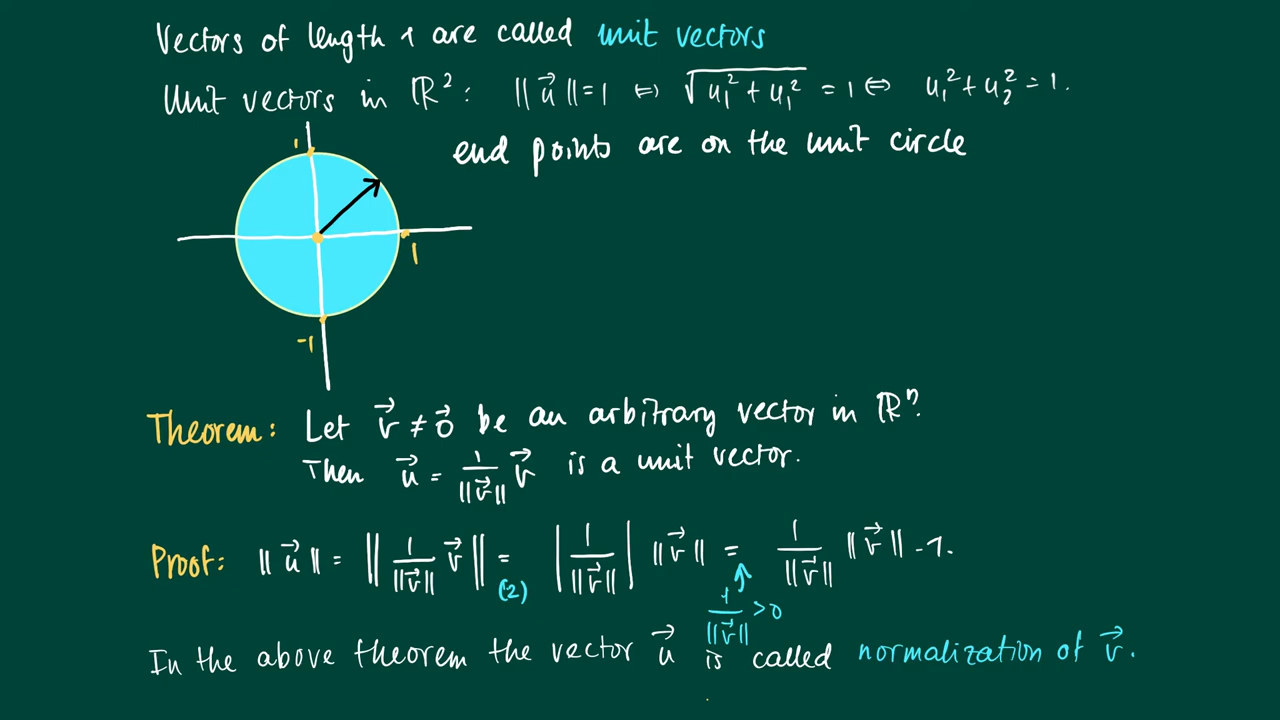 Vectors of length 1 are called unit vectors
Unit vectors in ℝ²: ‖u⃗‖=1 ⇔ √(u₁²+u₁²) = 1 ⇔ u₁²+u₂²=1.
end points are on the unit circle
1
1
-1
Theorem: Let v⃗ ≠ 0⃗ be an arbitrary vector in ℝⁿ.
Then u⃗ = 1/‖v⃗‖ v⃗ is a unit vector.
Proof: ‖u⃗‖ = ‖1/‖v⃗‖ v⃗‖ = |1/‖v⃗‖| ‖v⃗‖ = 1/‖v⃗‖ ‖v⃗‖ = 1.
(2)
1/‖v⃗‖ >0
In the above theorem the vector u⃗ is called normalization of v⃗.